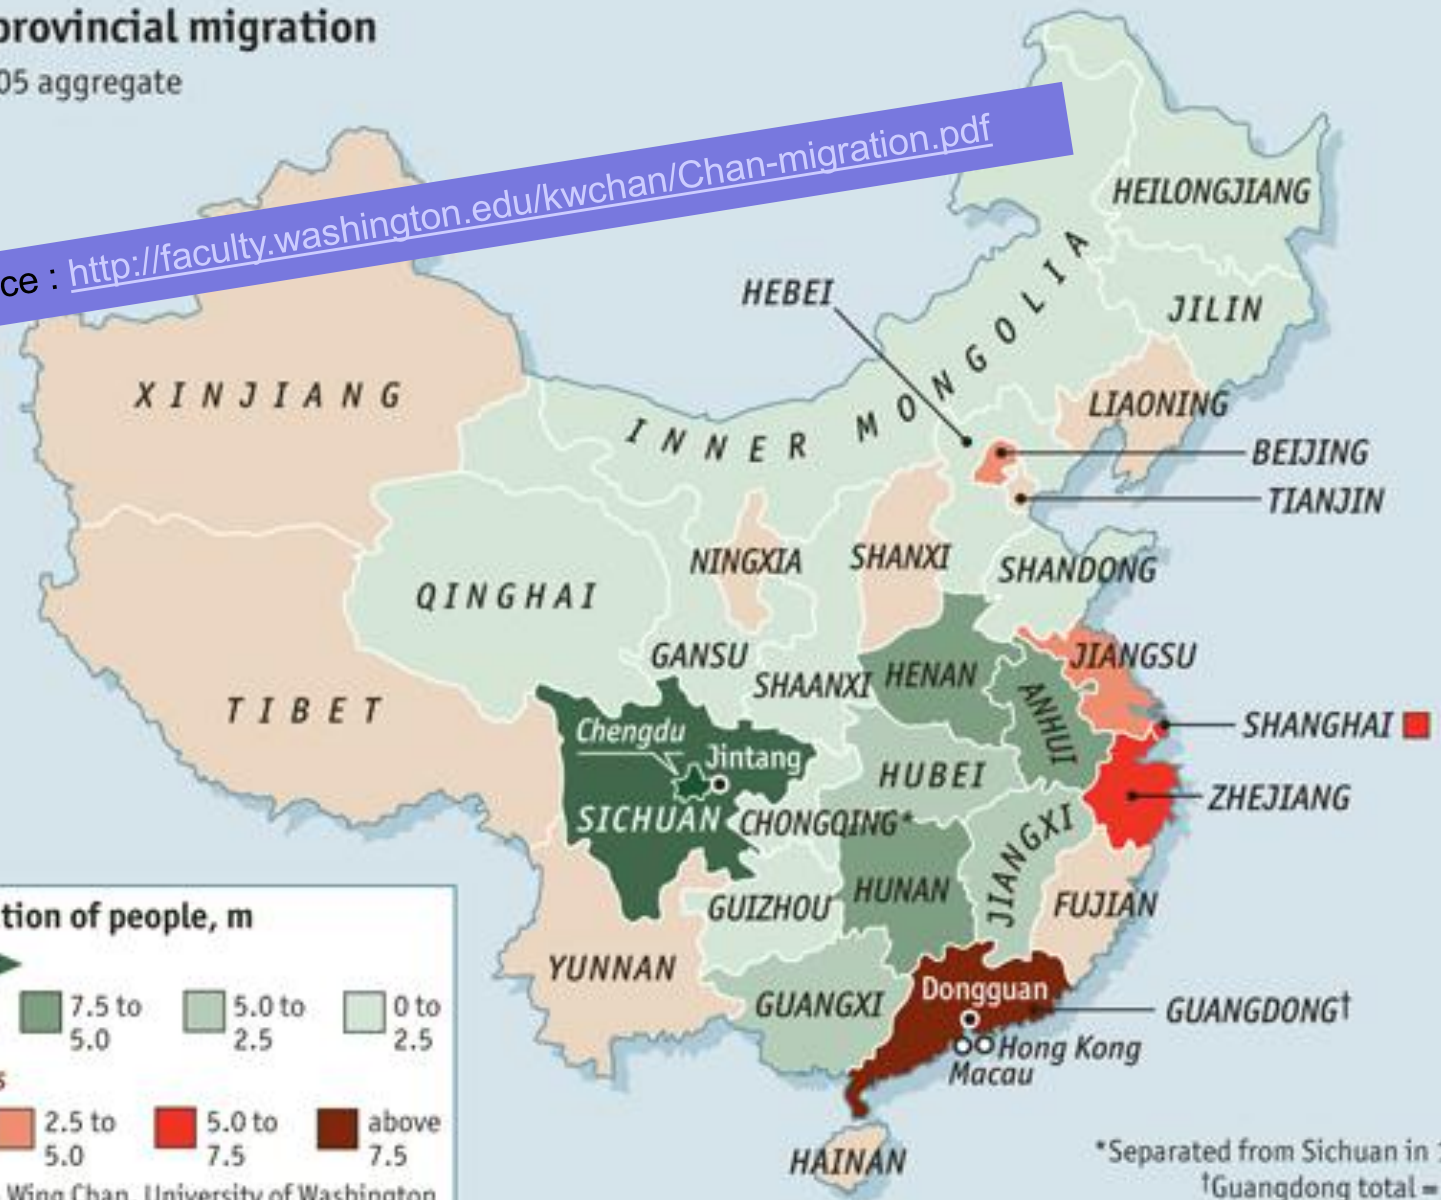 provincial migration
05 aggregate
ce : http://faculty.washington.edu/kwchan/Chan-migration.pdf
HEILONGJIANG
HEBEI
JILIN
XINJIANG
INNER MONGOLIA
LIAONING
BEIJING
TIANJIN
NINGXIA
SHANXI
SHANDONG
QINGHAI
GANSU
JIANGSU
SHAANXI
HENAN
TIBET
ANHUI
SHANGHAI
Chengdu
Jintang
HUBEI
ZHEJIANG
SICHUAN
CHONGQING*
JIANGXI
HUNAN
GUIZHOU
FUJIAN
YUNNAN
Dongguan
GUANGXI
GUANGDONG†
Hong Kong
Macau
HAINAN
tion of people, m
7.5 to 5.0
5.0 to 2.5
0 to 2.5
s
2.5 to 5.0
5.0 to 7.5
above 7.5
Wing Chan, University of Washington
*Separated from Sichuan in 1
†Guangdong total =